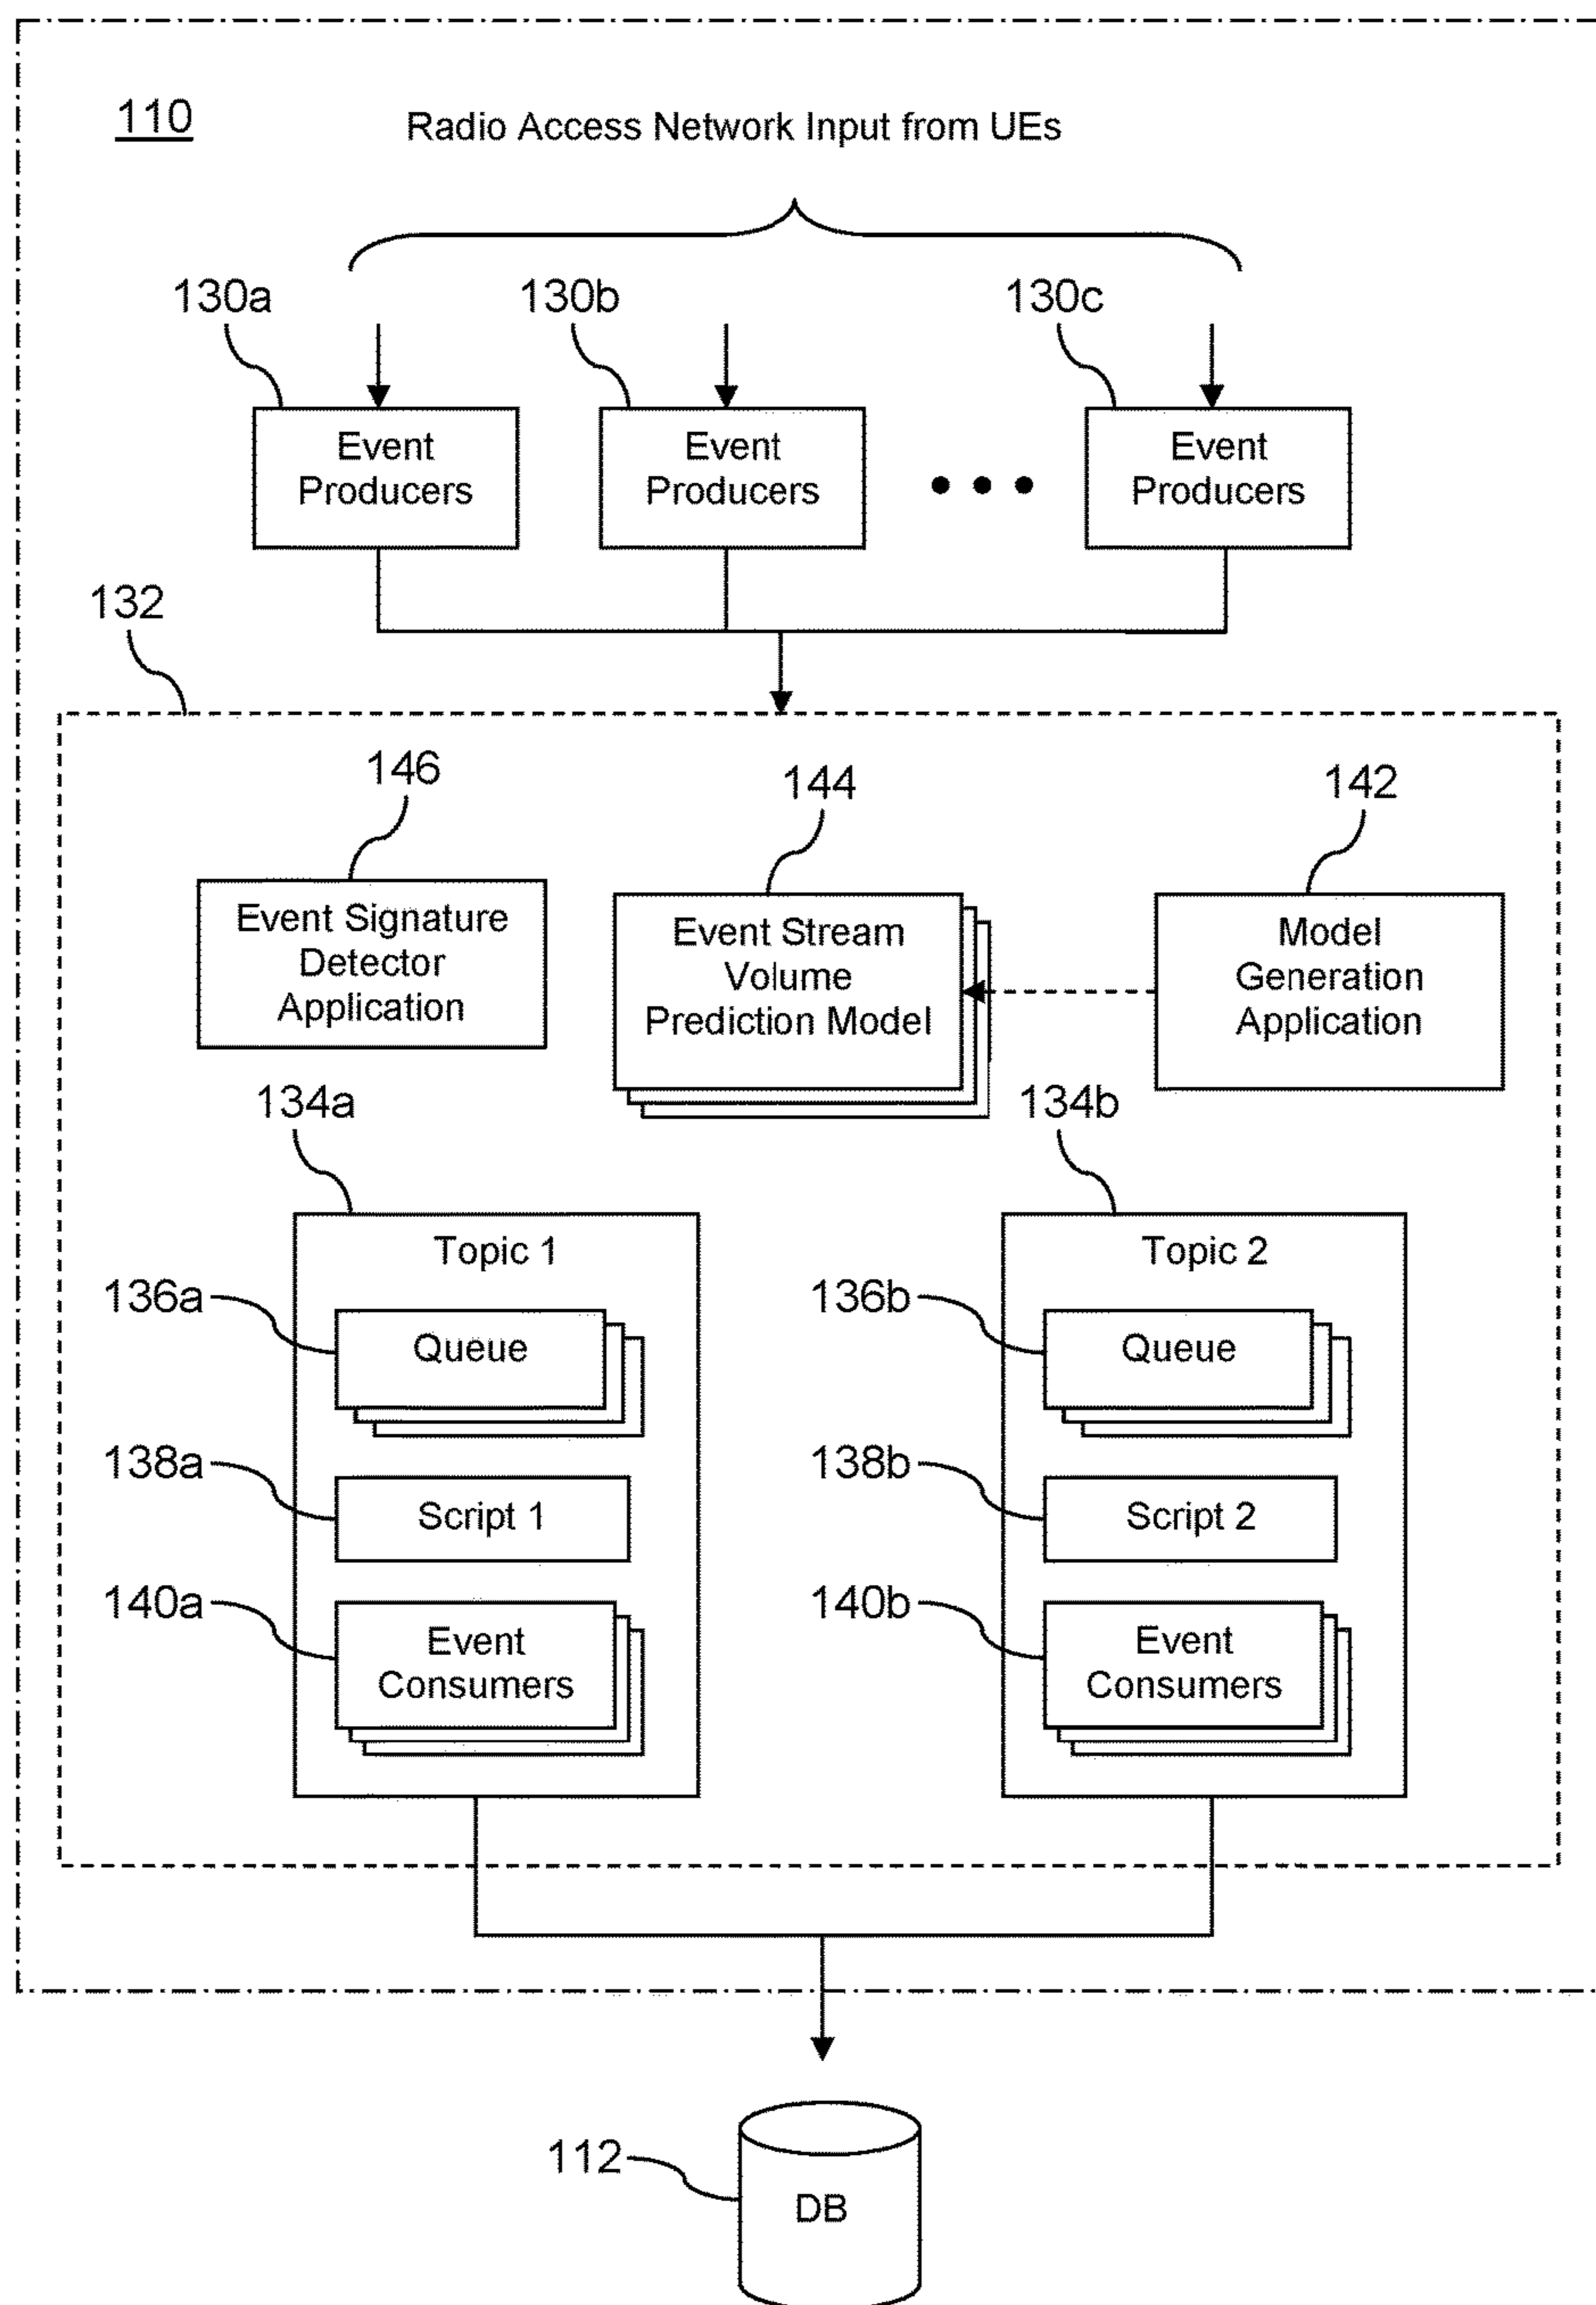 110
Radio Access Network Input from UEs
130a
130b
130c
Event
Producers
Event
Producers
Event
Producers
132
146
144
142
Event Signature
Detector
Application
Event Stream
Volume
Prediction Model
Model
Generation
Application
134a
134b
Topic 1
136a
Queue
138a
Script 1
140a
Event
Consumers
Topic 2
136b
Queue
138b
Script 2
140b
Event
Consumers
112
DB